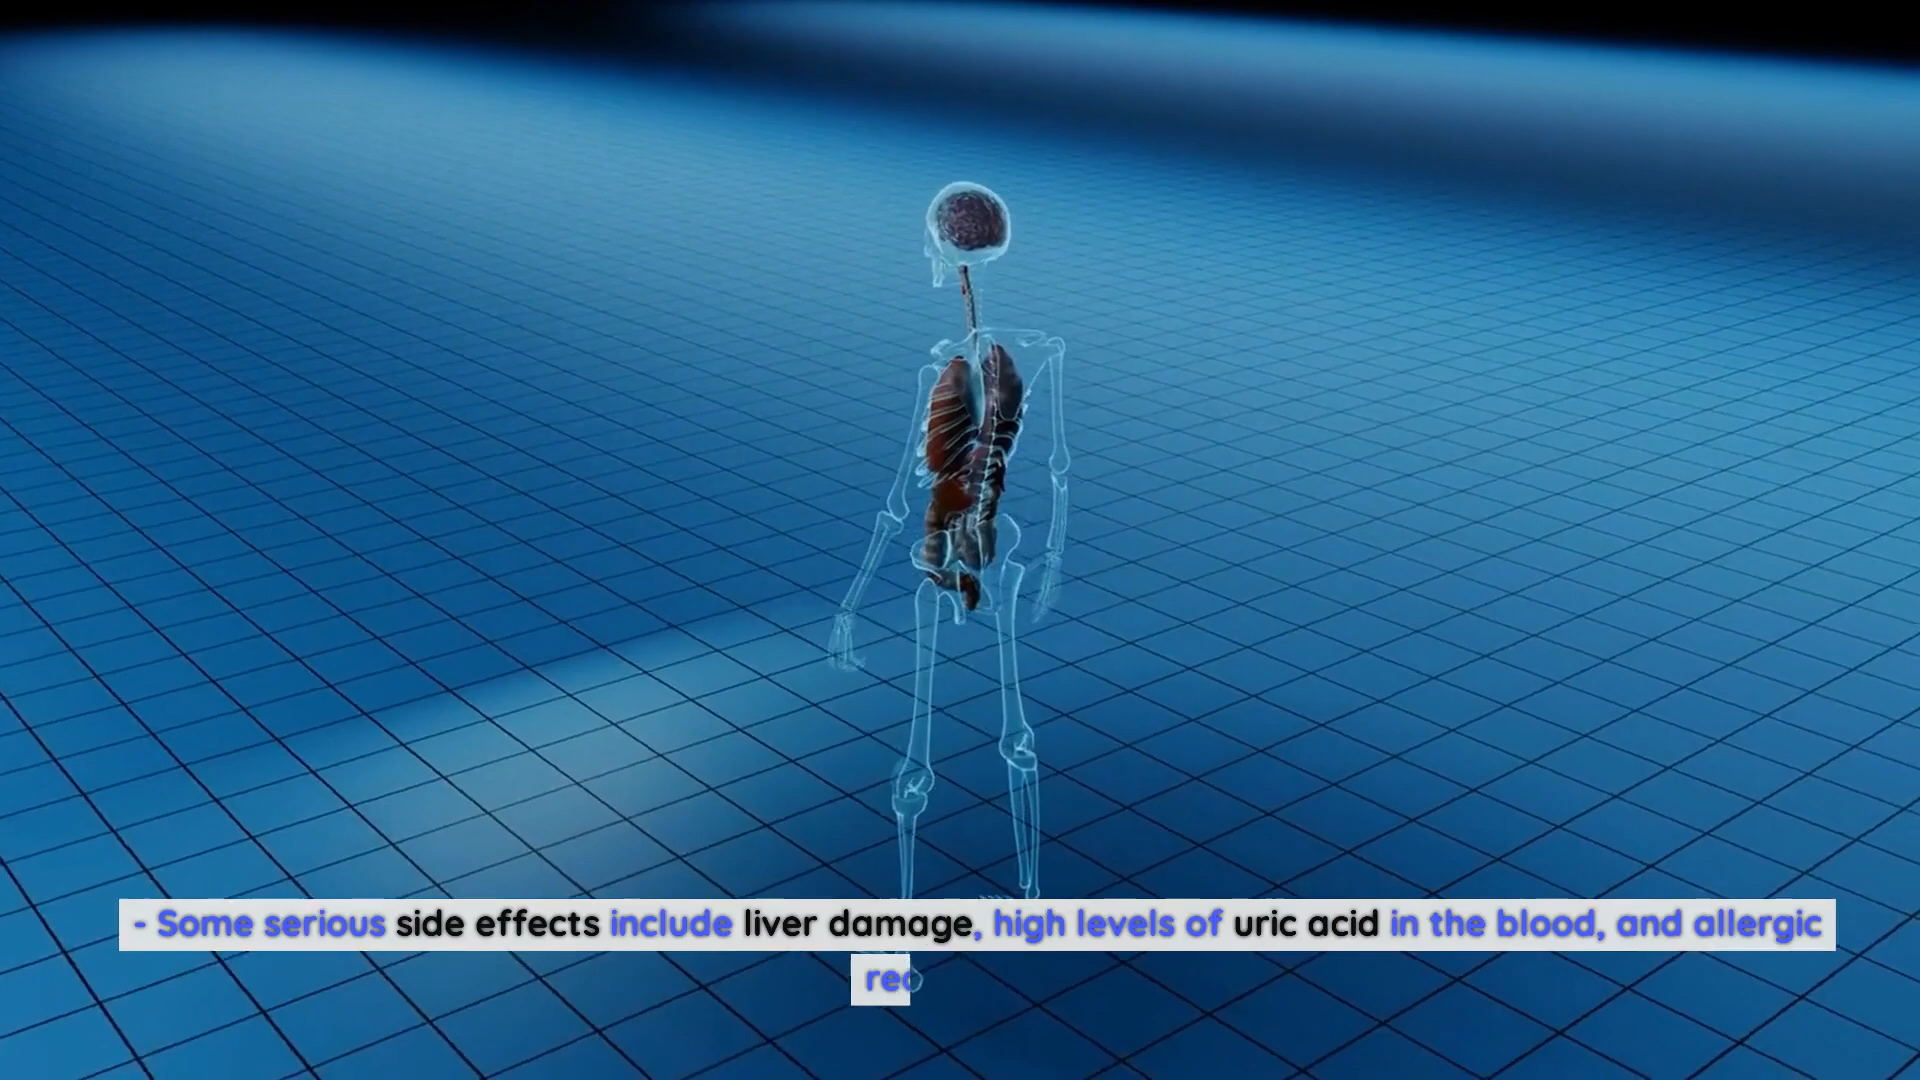 - Some serious side effects include liver damage, high levels of uric acid in the blood, and allergic